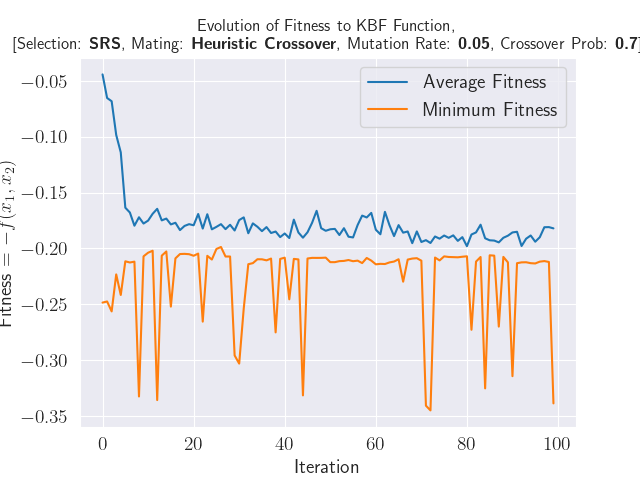 Evolution of Fitness to KBF Function,
[Selection: SRS, Mating: Heuristic Crossover, Mutation Rate: 0.05, Crossover Prob: 0.7]
Average Fitness
Minimum Fitness
−0.05
−0.10
−0.15
−0.20
−0.25
−0.30
−0.35
Fitness = −f(x₁, x₂)
0 20 40 60 80 100
Iteration